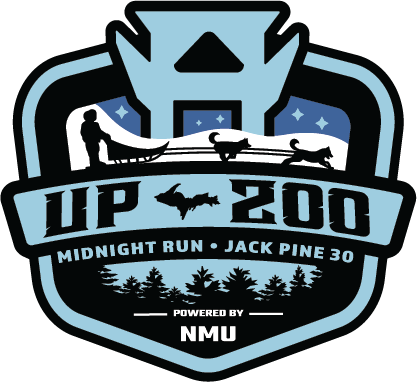 UP 200
MIDNIGHT RUN • JACK PINE 30
POWERED BY
NMU